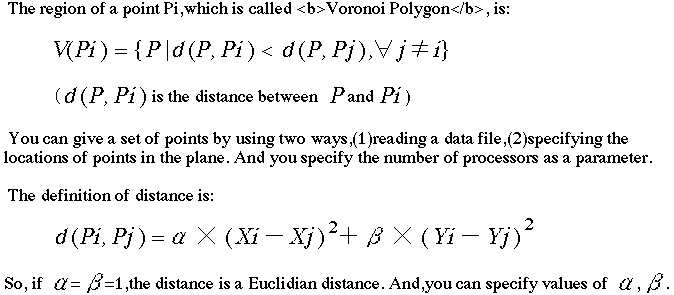 The region of a point Pi,which is called <b>Voronoi Polygon</b>, is:
V(Pi) = { P | d (P, Pi) < d (P, Pj),∀ j ≠ i}
( d (P, Pi) is the distance between P and Pi )
You can give a set of points by using two ways,(1)reading a data file,(2)specifying the
locations of points in the plane. And you specify the number of processors as a parameter.
The definition of distance is:
d (Pi, Pj) = α × (Xi − Xj)²+ β × (Yi − Yj)²
So, if α= β=1,the distance is a Euclidian distance. And,you can specify values of α, β.